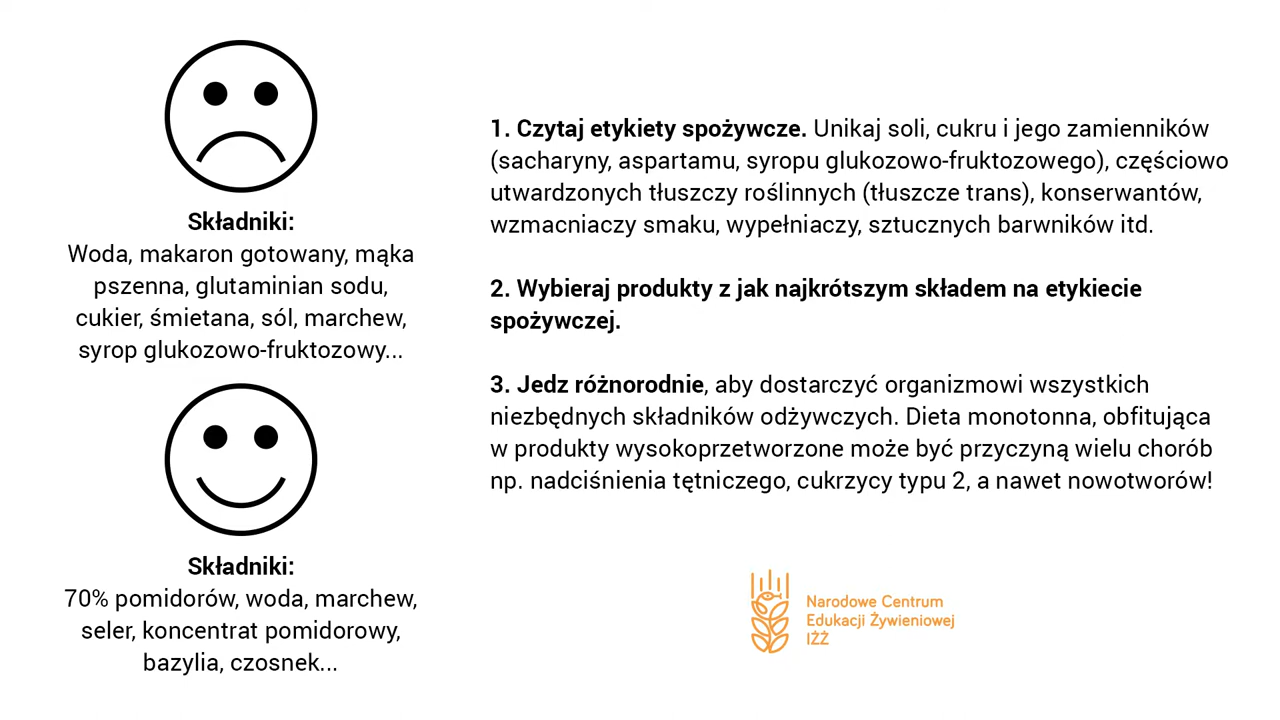 Składniki:
Woda, makaron gotowany, mąka
pszenna, glutaminian sodu,
cukier, śmietana, sól, marchew,
syrop glukozowo-fruktozowy...
Składniki:
70% pomidorów, woda, marchew,
seler, koncentrat pomidorowy,
bazylia, czosnek...
1. Czytaj etykiety spożywcze. Unikaj soli, cukru i jego zamienników
(sacharyny, aspartamu, syropu glukozowo-fruktozowego), częściowo
utwardzonych tłuszczy roślinnych (tłuszcze trans), konserwantów,
wzmacniaczy smaku, wypełniaczy, sztucznych barwników itd.
2. Wybieraj produkty z jak najkrótszym składem na etykiecie
spożywczej.
3. Jedz różnorodnie, aby dostarczyć organizmowi wszystkich
niezbędnych składników odżywczych. Dieta monotonna, obfitująca
w produkty wysokoprzetworzone może być przyczyną wielu chorób
np. nadciśnienia tętniczego, cukrzycy typu 2, a nawet nowotworów!
Narodowe Centrum
Edukacji Żywieniowej
IŻŻ